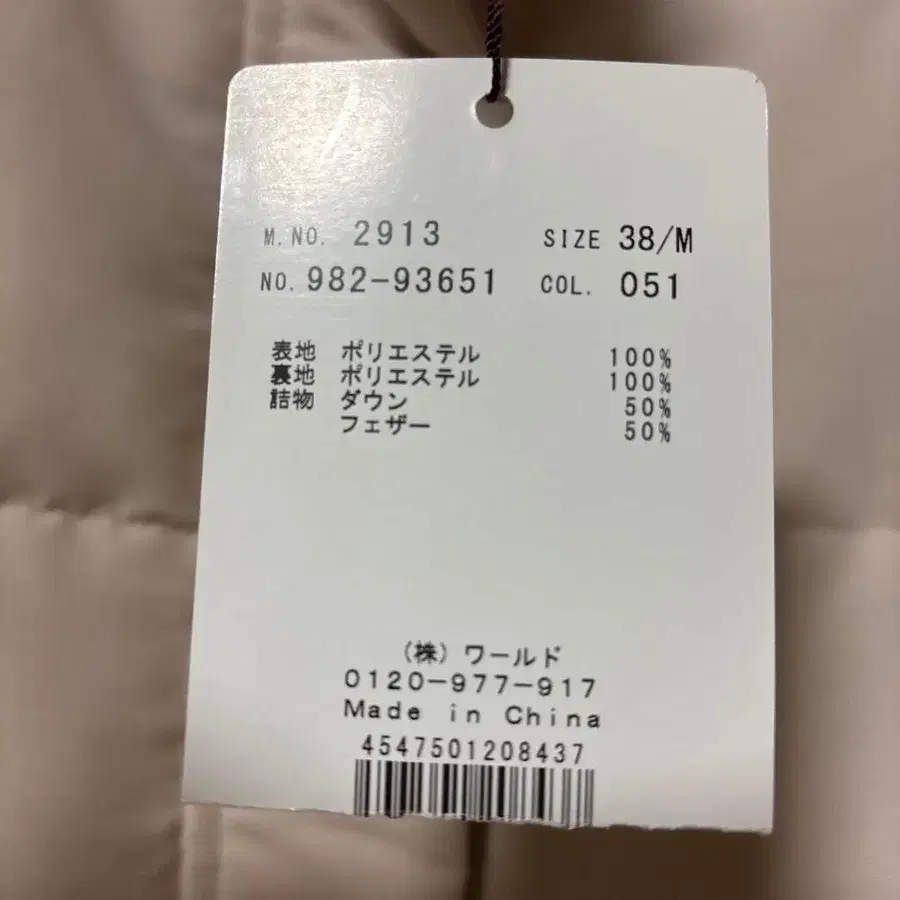 M.NO. 2913 SIZE 38/M
NO. 982-93651 COL. 051
表地 ポリエステル 100%
裏地 ポリエステル 100%
詰物 ダウン 50%
フェザー 50%
(株)ワールド
0120-977-917
Made in China
4547501208437